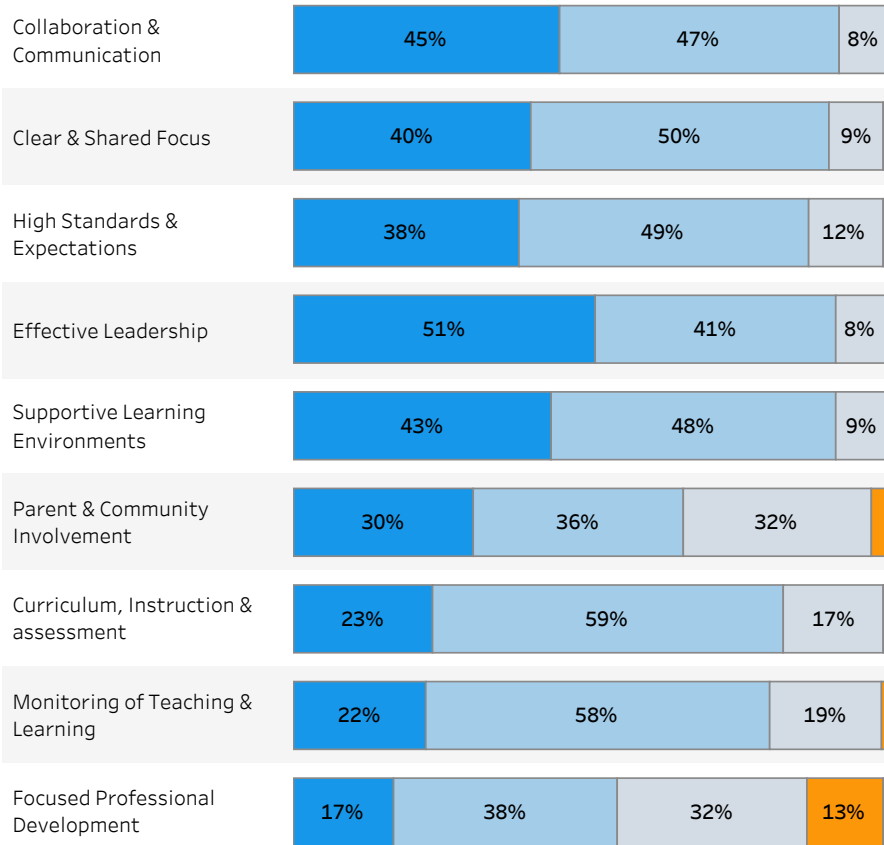 Collaboration &
Communication
45% 47% 8%
Clear & Shared Focus
40% 50% 9%
High Standards &
Expectations
38% 49% 12%
Effective Leadership
51% 41% 8%
Supportive Learning
Environments
43% 48% 9%
Parent & Community
Involvement
30% 36% 32%
Curriculum, Instruction &
assessment
23% 59% 17%
Monitoring of Teaching &
Learning
22% 58% 19%
Focused Professional
Development
17% 38% 32% 13%